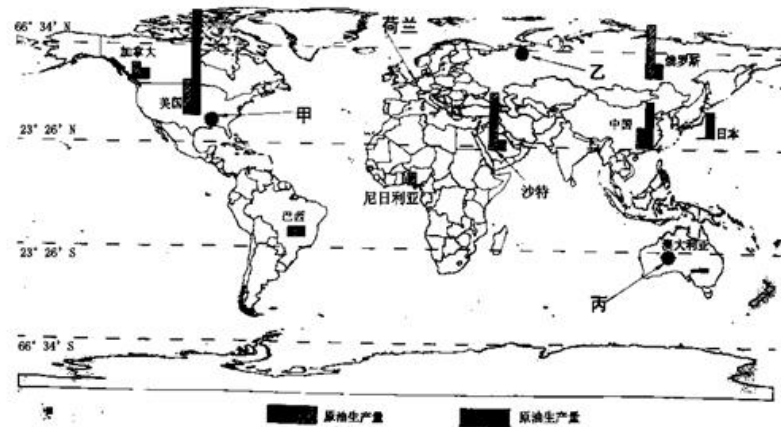 66° 34′ N
荷兰
加拿大
乙
俄罗斯
美国
甲
中国
日本
23° 26′ N
尼日利亚
沙特
巴西
23° 26′ S
澳大利亚
丙
66° 34′ S
原油生产量
原油生产量